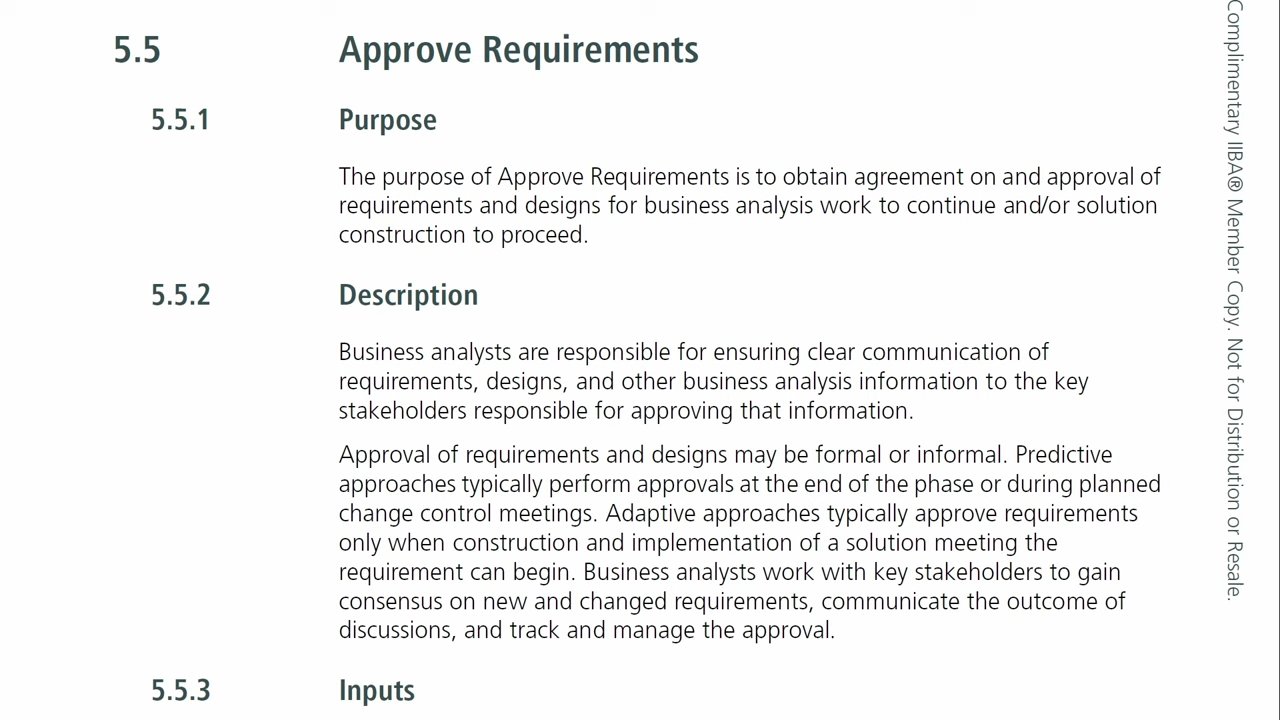 5.5 Approve Requirements
5.5.1 Purpose
The purpose of Approve Requirements is to obtain agreement on and approval of
requirements and designs for business analysis work to continue and/or solution
construction to proceed.
5.5.2 Description
Business analysts are responsible for ensuring clear communication of
requirements, designs, and other business analysis information to the key
stakeholders responsible for approving that information.
Approval of requirements and designs may be formal or informal. Predictive
approaches typically perform approvals at the end of the phase or during planned
change control meetings. Adaptive approaches typically approve requirements
only when construction and implementation of a solution meeting the
requirement can begin. Business analysts work with key stakeholders to gain
consensus on new and changed requirements, communicate the outcome of
discussions, and track and manage the approval.
5.5.3 Inputs
Complimentary IIBA® Member Copy. Not for Distribution or Resale.